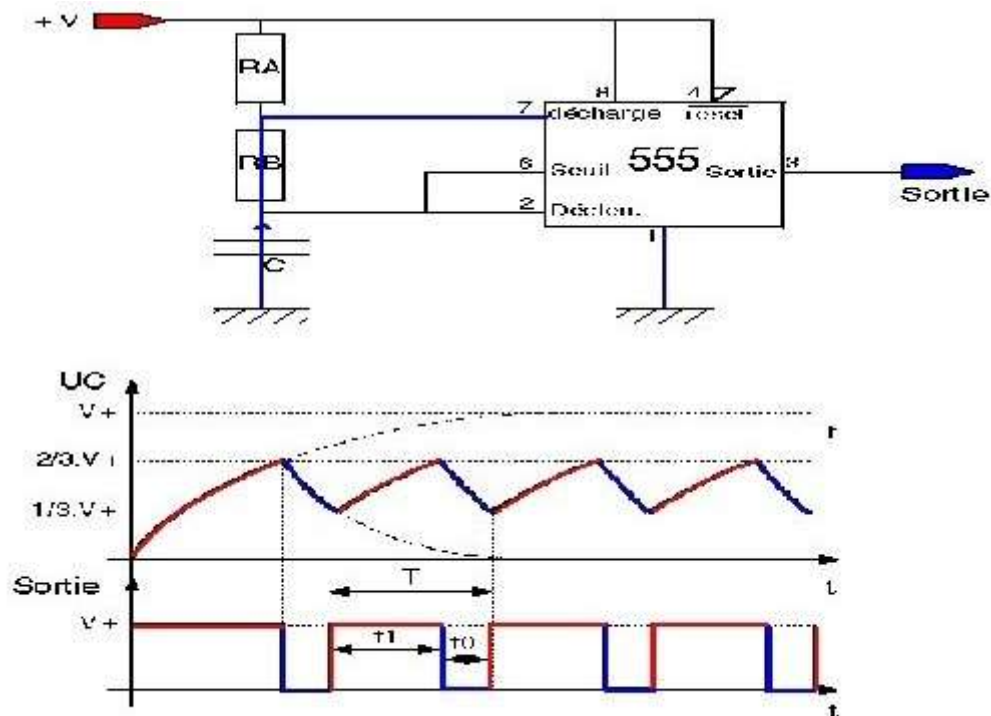 + V
RA
8
4
7
décharge
reset
RB
6
Seuil
555
Sortie
3
2
Déclen.
Sortie
1
C
UC
V +
t
2/3.V +
1/3.V +
T
t
Sortie
V +
t1
t0
t